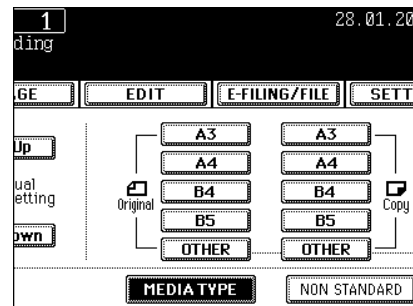 1 28.01.20
ding
.GE EDIT E-FILING/FILE SETT
Up
A3 A3
A4 A4
ual
etting
Original B4 B4 Copy
B5 B5
own
OTHER OTHER
MEDIA TYPE NON STANDARD